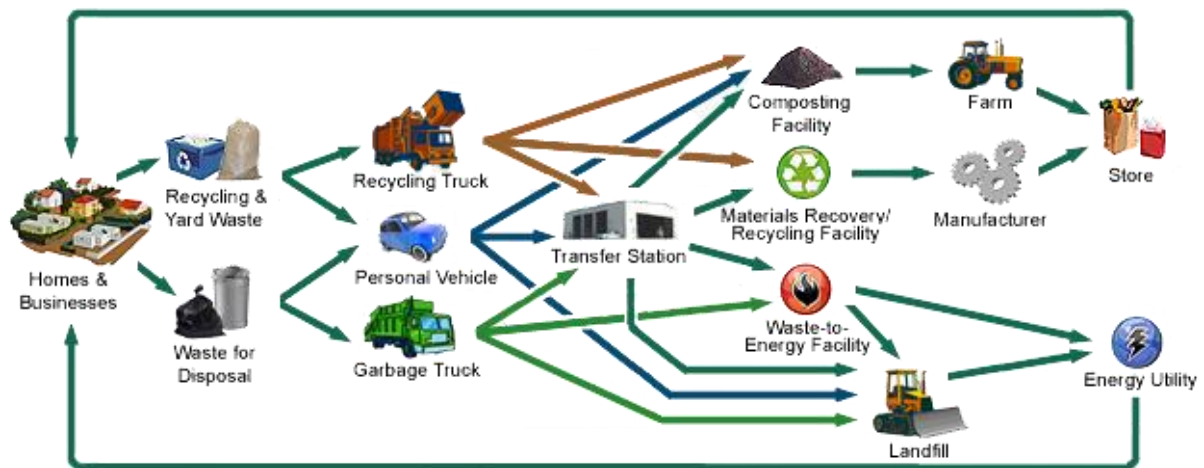 Homes &
Businesses
Recycling &
Yard Waste
Waste for
Disposal
Recycling Truck
Personal Vehicle
Garbage Truck
Transfer Station
Composting
Facility
Materials Recovery/
Recycling Facility
Waste-to-
Energy Facility
Landfill
Farm
Manufacturer
Store
Energy Utility